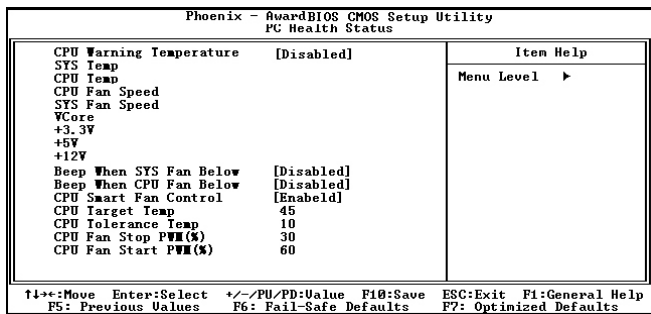 Phoenix - AwardBIOS CMOS Setup Utility
PC Health Status
CPU Warning Temperature [Disabled]
SYS Temp
CPU Temp
CPU Fan Speed
SYS Fan Speed
VCore
+3.3V
+5V
+12V
Beep When SYS Fan Below [Disabled]
Beep When CPU Fan Below [Disabled]
CPU Smart Fan Control [Enabeld]
CPU Target Temp 45
CPU Tolerance Temp 10
CPU Fan Stop PWM(%) 30
CPU Fan Start PWM(%) 60
Item Help
Menu Level ▶
↑↓→←:Move Enter:Select +/-/PU/PD:Value F10:Save ESC:Exit F1:General Help
F5: Previous Values F6: Fail-Safe Defaults F7: Optimized Defaults